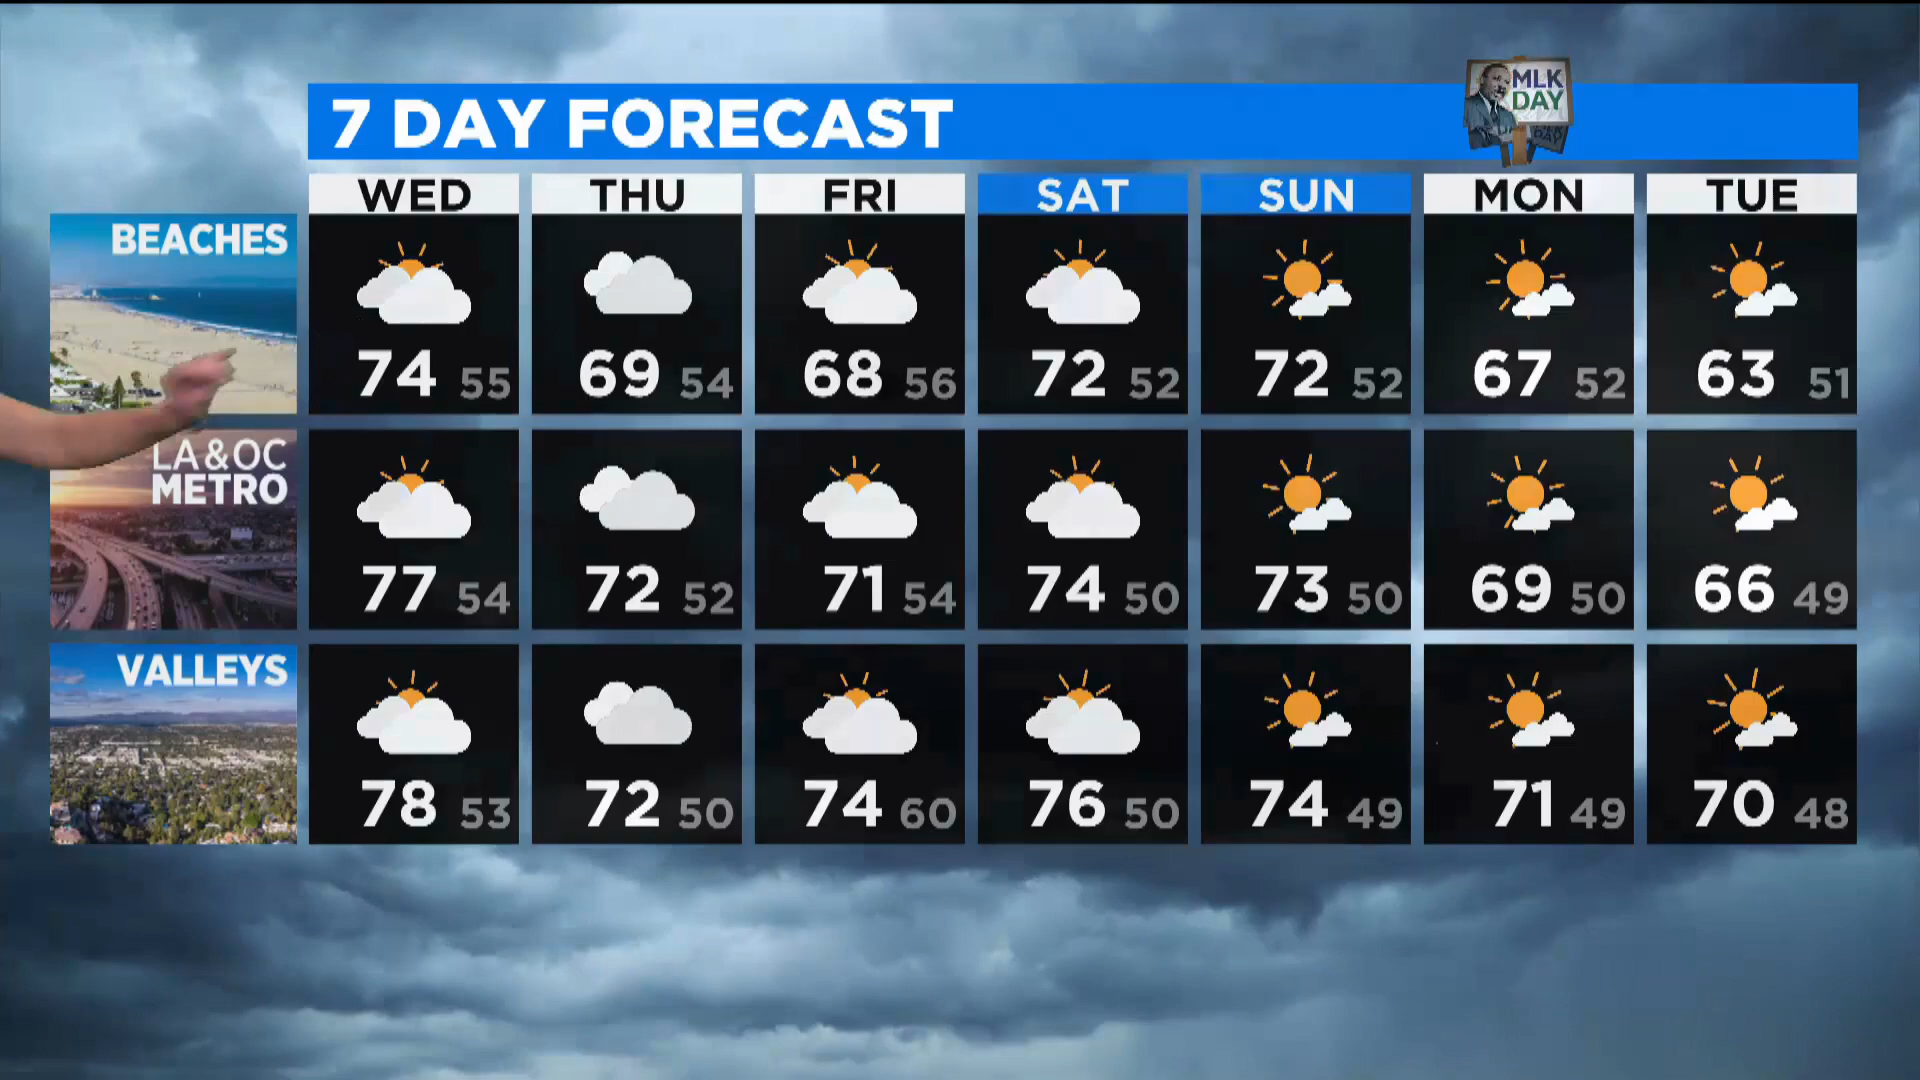 MLK
DAY
7 DAY FORECAST
WED THU FRI SAT SUN MON TUE
BEACHES
74 55 69 54 68 56 72 52 72 52 67 52 63 51
LA & OC
METRO
77 54 72 52 71 54 74 50 73 50 69 50 66 49
VALLEYS
78 53 72 50 74 60 76 50 74 49 71 49 70 48